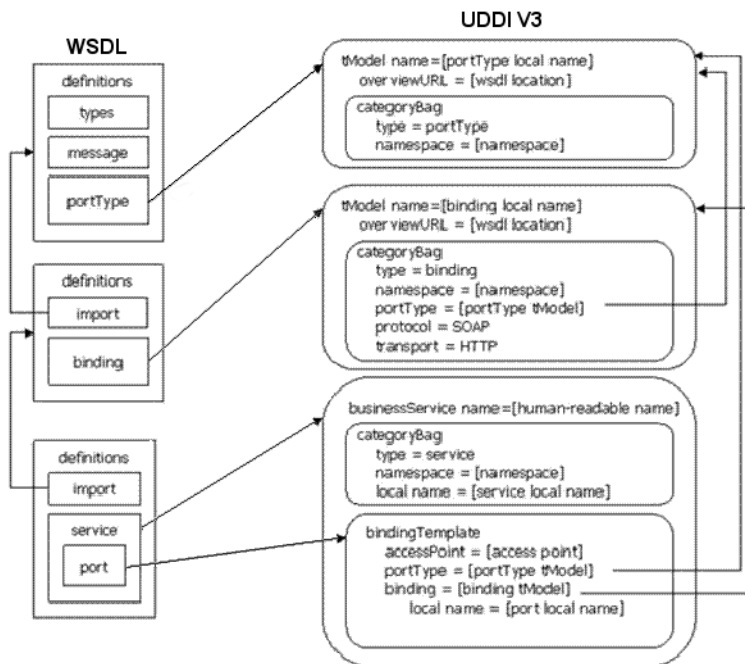 UDDI V3
WSDL
definitions
types
message
portType
definitions
import
binding
definitions
import
service
port
tModel name=[portType local name]
overviewURL = [wsdl location]
categoryBag
type = portType
namespace = [namespace]
tModel name=[binding local name]
overviewURL = [wsdl location]
categoryBag
type = binding
namespace = [namespace]
portType = [portType tModel]
protocol = SOAP
transport = HTTP
businessService name=[human-readable name]
categoryBag
type = service
namespace = [namespace]
local name = [service local name]
bindingTemplate
accessPoint = [access point]
portType = [portType tModel]
binding = [binding tModel]
local name = [port local name]